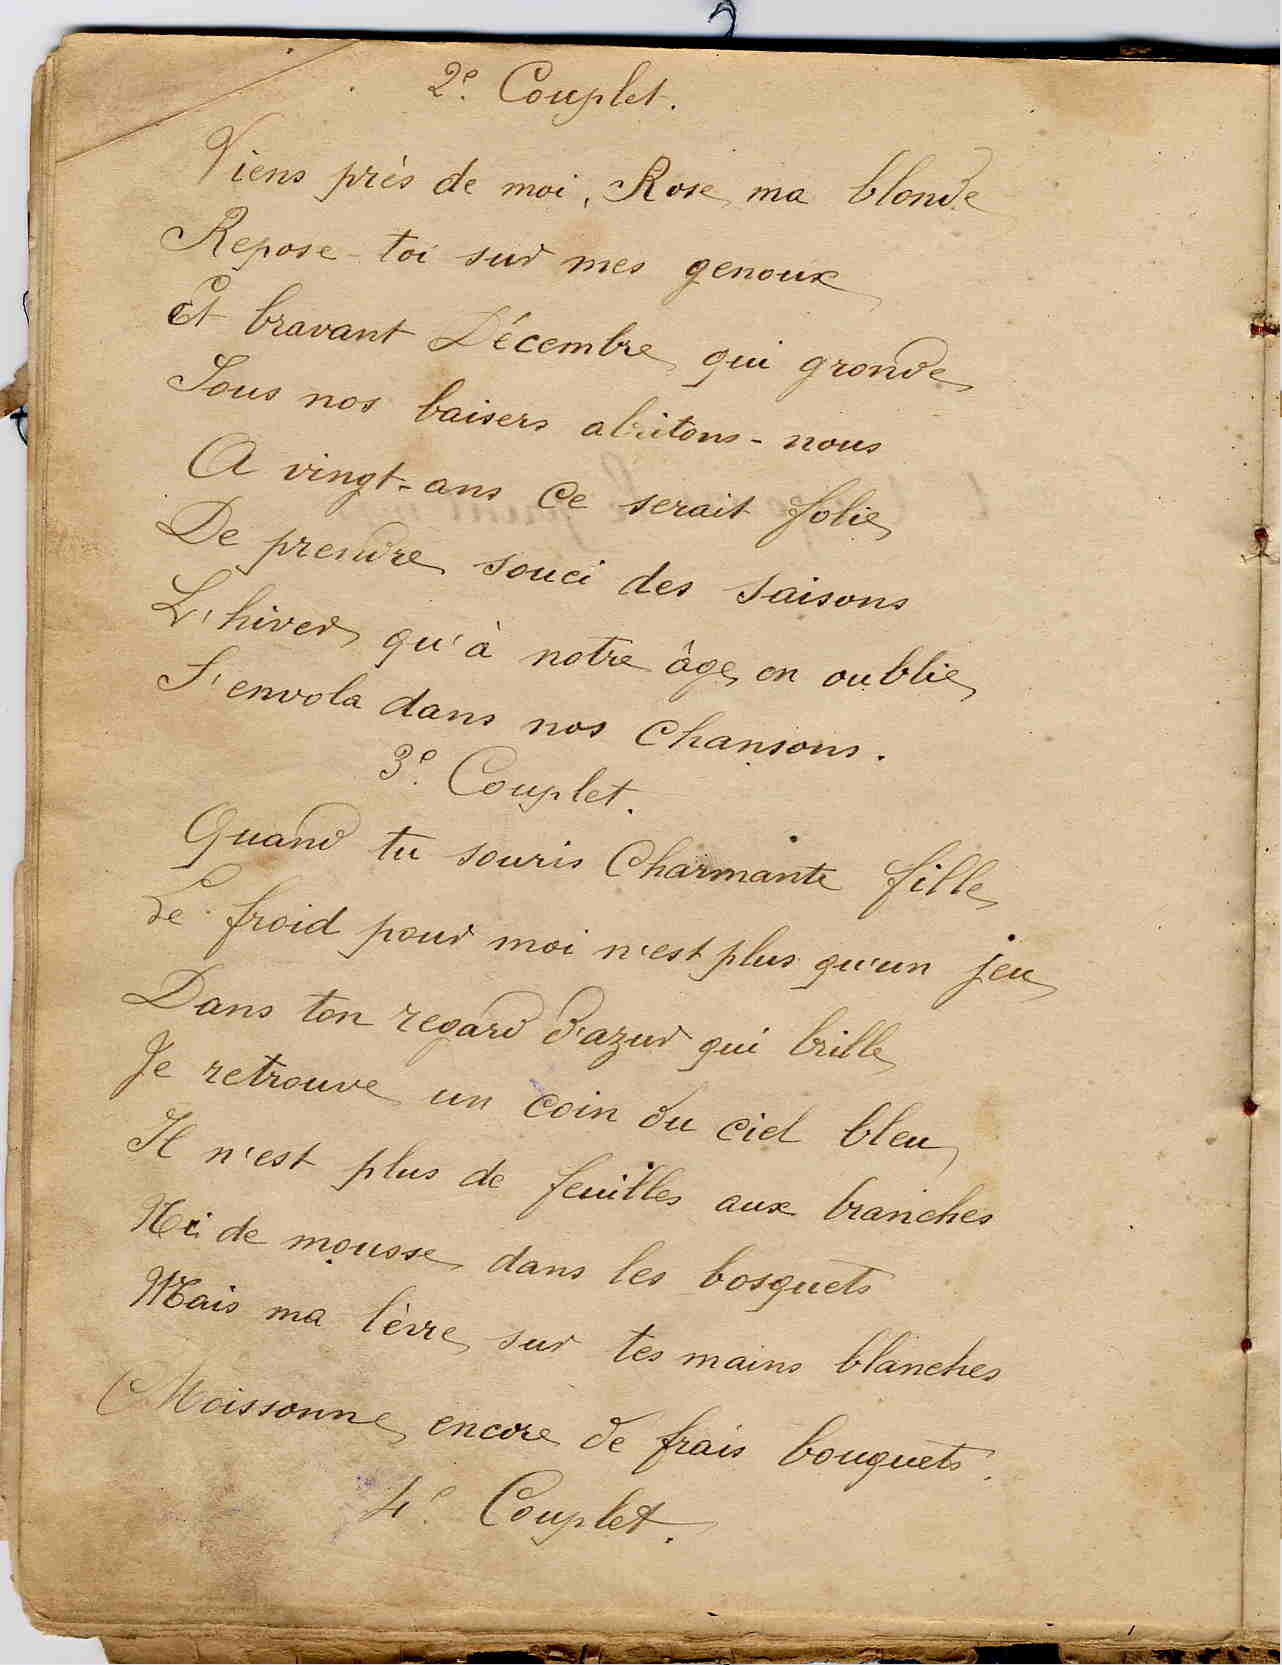 2e. Couplet.
Viens près de moi, Rose, ma blonde
Repose-toi sur mes genoux
Et bravant Décembre qui gronde
Sous nos baisers abritons-nous
A vingt-ans ce serait folie
De prendre souci des saisons
L'hiver qu'à notre âge on oublie
S'envola dans nos chansons.
3e. Couplet.
Quand tu souris Charmante fille
Le froid pour moi n'est plus qu'un jeu
Dans ton regard d'azur qui brille
Je retrouve un coin du ciel bleu
Il n'est plus de feuilles aux branches
Ni de mousse dans les bosquets
Mais ma lèvre sur tes mains blanches
Moissonne encore de frais bouquets.
4e. Couplet.